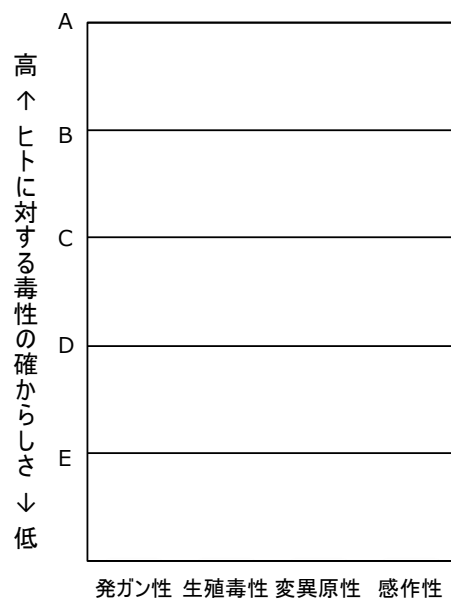 A
B
C
D
E
高 ↑ ヒトに対する毒性の確からしさ ↓ 低
発ガン性 生殖毒性 変異原性 感作性